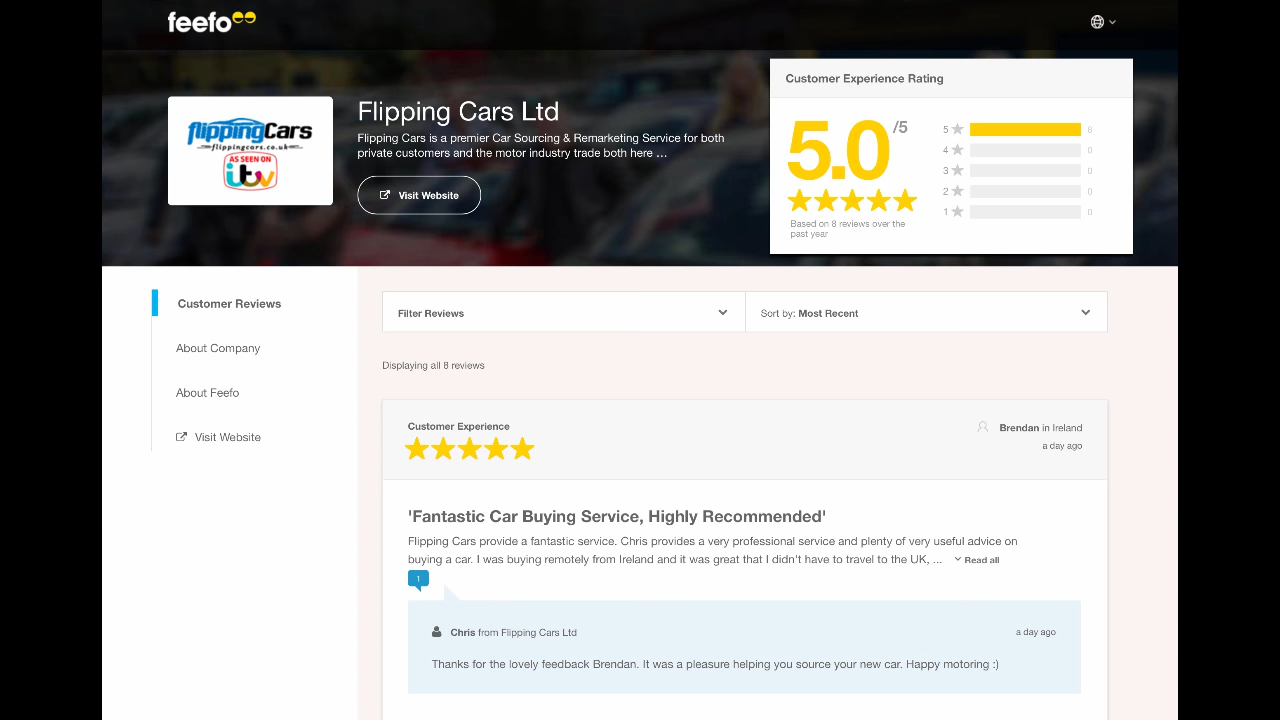 feefo
flippingCars
flippingcars.co.uk
AS SEEN ON
itv
Flipping Cars Ltd
Flipping Cars is a premier Car Sourcing & Remarketing Service for both
private customers and the motor industry trade both here ...
Visit Website
Customer Experience Rating
5.0/5
Based on 8 reviews over the
past year
5 8
4 0
3 0
2 0
1 0
Customer Reviews
About Company
About Feefo
Visit Website
Filter Reviews
Sort by: Most Recent
Displaying all 8 reviews
Customer Experience
Brendan in Ireland
a day ago
'Fantastic Car Buying Service, Highly Recommended'
Flipping Cars provide a fantastic service. Chris provides a very professional service and plenty of very useful advice on
buying a car. I was buying remotely from Ireland and it was great that I didn't have to travel to the UK, ... Read all
1
Chris from Flipping Cars Ltd
a day ago
Thanks for the lovely feedback Brendan. It was a pleasure helping you source your new car. Happy motoring :)